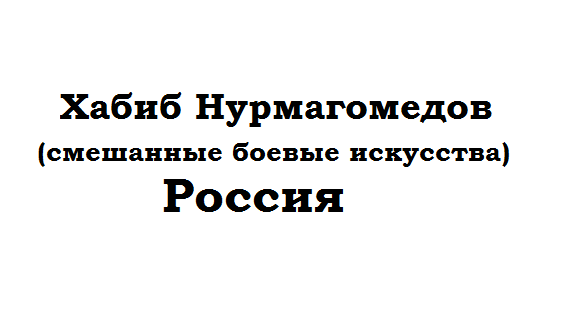 Хабиб Нурмагомедов
(смешанные боевые искусства)
Россия